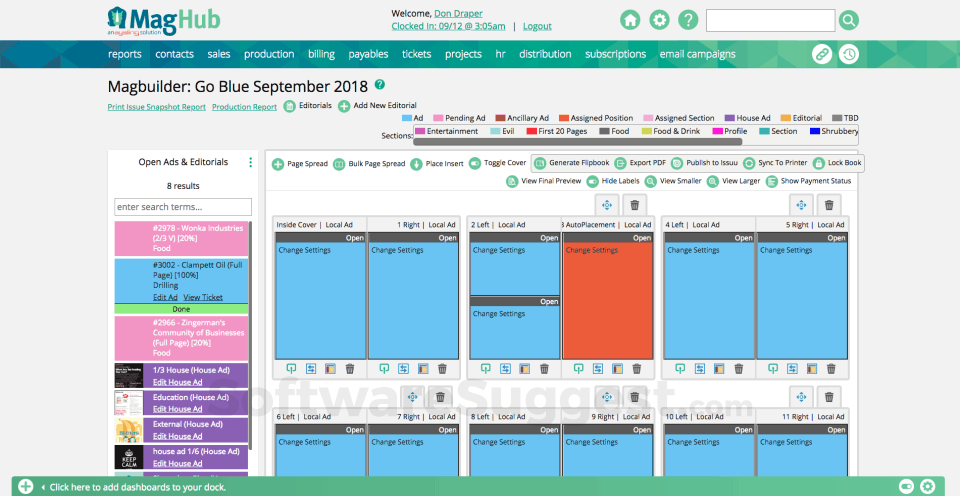 MagHub
an eyeling solution
Welcome, Don Draper
Clocked In: 09/12 @ 3:05am | Logout
reports contacts sales production billing payables tickets projects hr distribution subscriptions email campaigns
Magbuilder: Go Blue September 2018 ?
Print Issue Snapshot Report Production Report Editorials Add New Editorial
Ad Pending Ad Ancillary Ad Assigned Position Assigned Section House Ad Editorial TBD
Sections: Entertainment Evil First 20 Pages Food Food & Drink Profile Section Shrubbery
Open Ads & Editorials
8 results
enter search terms...
#2978 - Wonka Industries
(2/3 V) [20%]
Food
#3002 - Clampett Oil (Full
Page) [100%]
Drilling
Edit Ad View Ticket
Done
#2966 - Zingerman's
Community of Businesses
(Full Page) [20%]
Food
1/3 House (House Ad)
Edit House Ad
Education (House Ad)
Edit House Ad
External (House Ad)
Edit House Ad
KEEP
CALM
house ad 1/6 (House Ad)
Edit House Ad
Page Spread Bulk Page Spread Place Insert Toggle Cover Generate Flipbook Export PDF Publish to Issuu Sync To Printer Lock Book
View Final Preview Hide Labels View Smaller View Larger Show Payment Status
Inside Cover | Local Ad 1 Right | Local Ad 2 Left | Local Ad 3 AutoPlacement | Local Ad 4 Left | Local Ad 5 Right | Local Ad
Open Open Open Open Open Open
Change Settings Change Settings Change Settings Change Settings Change Settings Change Settings
Open
Change Settings
SoftwareSuggest.com
6 Left | Local Ad 7 Right | Local Ad 8 Left | Local Ad 9 Right | Local Ad 10 Left | Local Ad 11 Right | Local Ad
Open Open Open Open Open Open
Change Settings Change Settings Change Settings Change Settings Change Settings Change Settings
Click here to add dashboards to your dock.